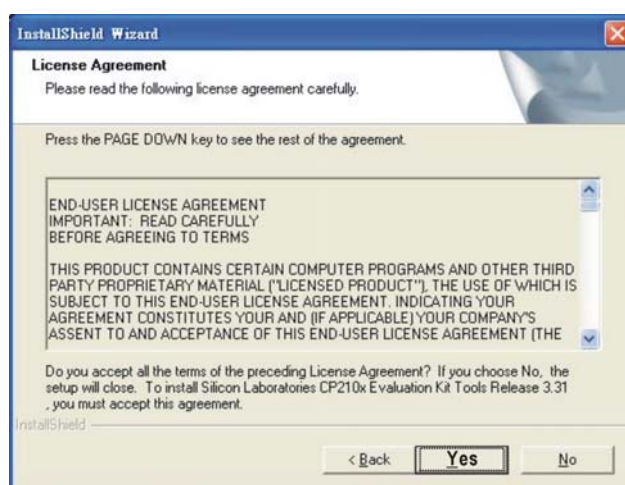 InstallShield Wizard
License Agreement
Please read the following license agreement carefully.
Press the PAGE DOWN key to see the rest of the agreement.
END-USER LICENSE AGREEMENT
IMPORTANT: READ CAREFULLY
BEFORE AGREEING TO TERMS
THIS PRODUCT CONTAINS CERTAIN COMPUTER PROGRAMS AND OTHER THIRD
PARTY PROPRIETARY MATERIAL ("LICENSED PRODUCT"), THE USE OF WHICH IS
SUBJECT TO THIS END-USER LICENSE AGREEMENT. INDICATING YOUR
AGREEMENT CONSTITUTES YOUR AND (IF APPLICABLE) YOUR COMPANY'S
ASSENT TO AND ACCEPTANCE OF THIS END-USER LICENSE AGREEMENT (THE
Do you accept all the terms of the preceding License Agreement? If you choose No, the
setup will close. To install Silicon Laboratories CP210x Evaluation Kit Tools Release 3.31
, you must accept this agreement.
InstallShield
< Back Yes No